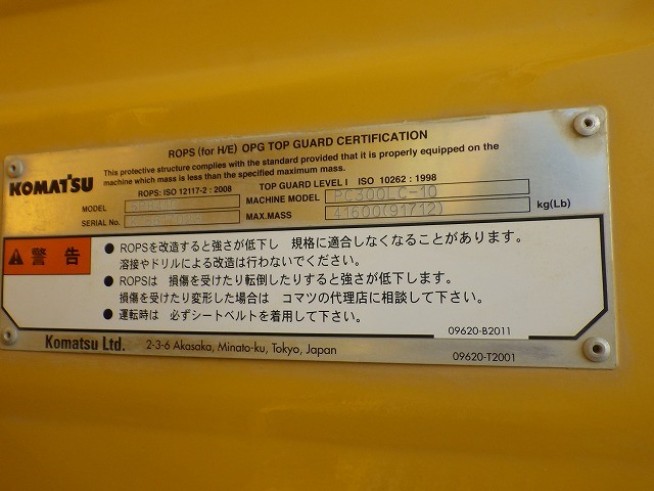 ROPS (for H/E) OPG TOP GUARD CERTIFICATION
KOMATSU
This protective structure complies with the standard provided that it is properly equipped on the
machine which mass is less than the specified maximum mass.
ROPS: ISO 12117-2 : 2008 TOP GUARD LEVEL I ISO 10262 : 1998
MODEL MACHINE MODEL PC300LC-10
SERIAL No. MAX.MASS 41600(91712) kg(Lb)
警告
● ROPSを改造すると強さが低下し 規格に適合しなくなることがあります。
溶接やドリルによる改造は行わないでください。
● ROPSは 損傷を受けたり転倒したりすると強さが低下します。
損傷を受けたり変形した場合は コマツの代理店に相談して下さい。
● 運転時は 必ずシートベルトを着用して下さい。
09620-B2011
Komatsu Ltd. 2-3-6 Akasaka, Minato-ku, Tokyo, Japan 09620-T2001